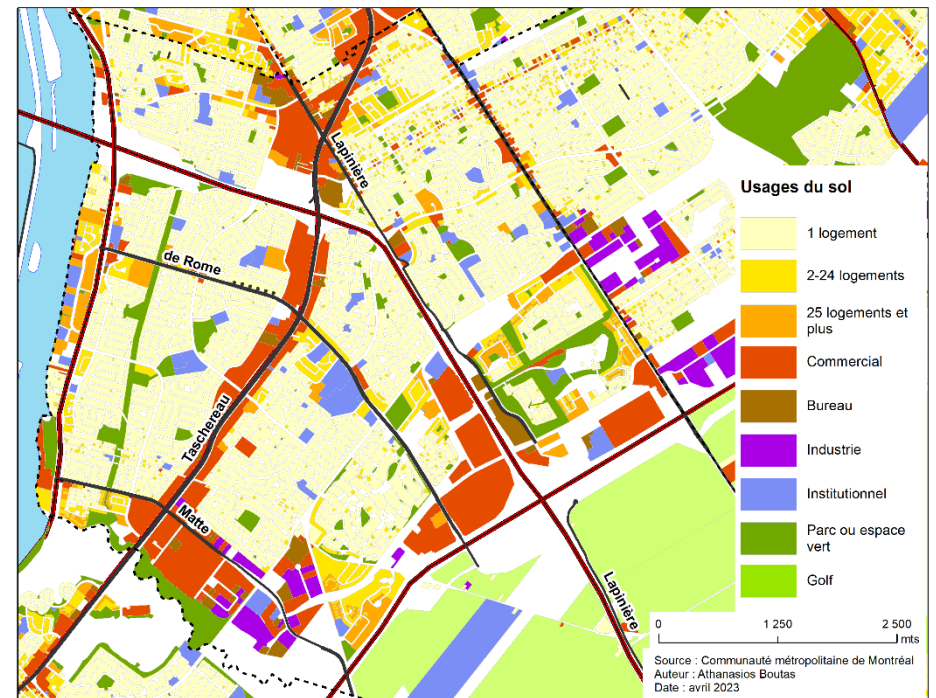 Lapinière
de Rome
Taschereau
Matte
Lapinière
Usages du sol
1 logement
2-24 logements
25 logements et
plus
Commercial
Bureau
Industrie
Institutionnel
Parc ou espace
vert
Golf
0 1 250 2 500
mts
Source : Communauté métropolitaine de Montréal
Auteur : Athanasios Boutas
Date : avril 2023